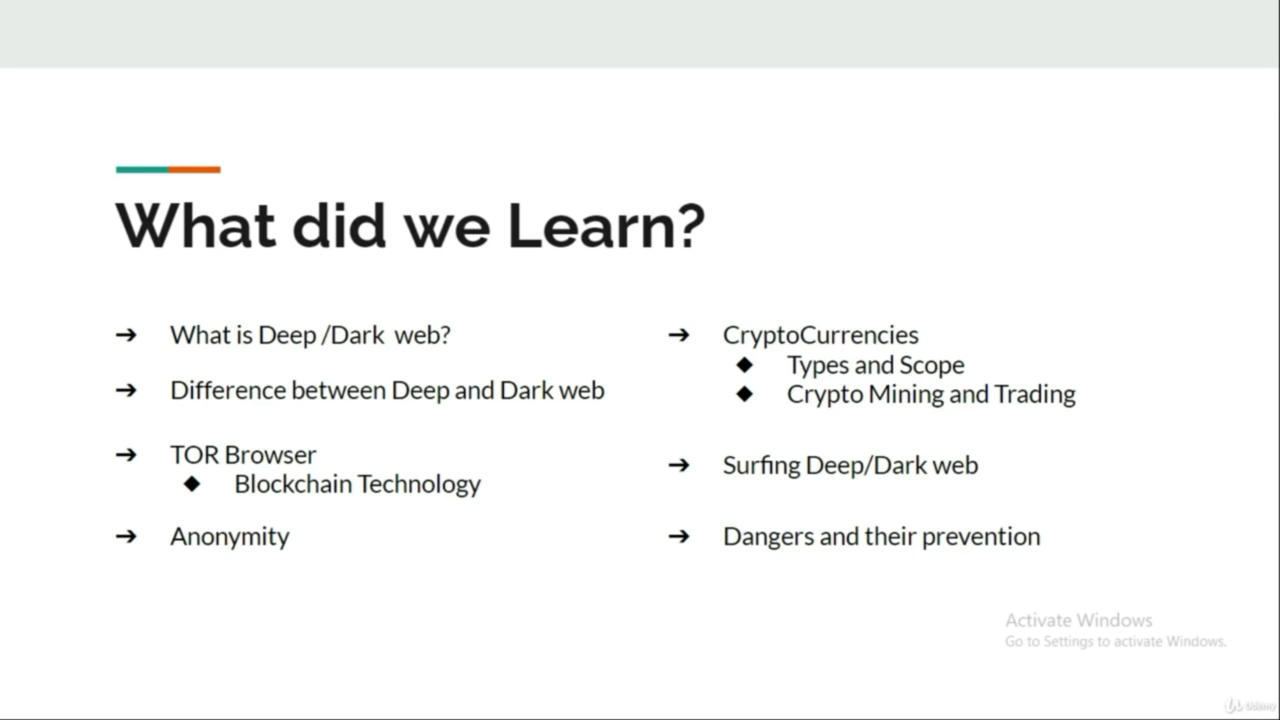 What did we Learn?
➔ What is Deep /Dark web?
➔ Difference between Deep and Dark web
➔ TOR Browser
◆ Blockchain Technology
➔ Anonymity
➔ CryptoCurrencies
◆ Types and Scope
◆ Crypto Mining and Trading
➔ Surfing Deep/Dark web
➔ Dangers and their prevention
Activate Windows
Go to Settings to activate Windows.
Udemy